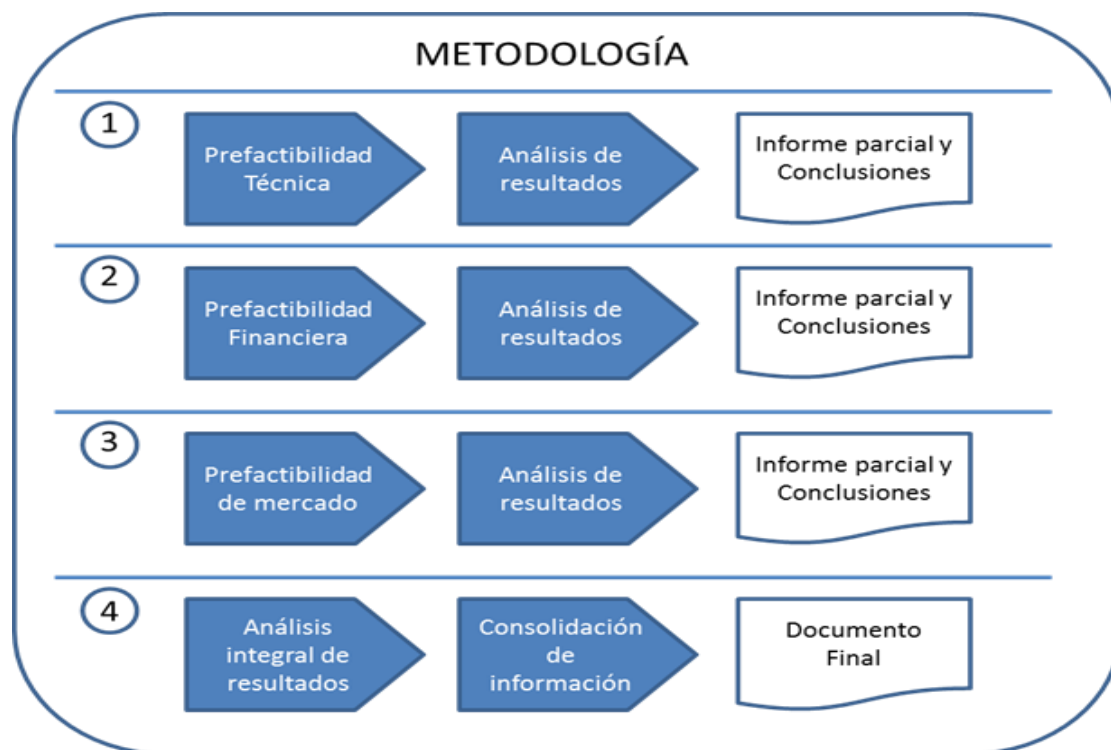 METODOLOGÍA
1
Prefactibilidad
Técnica
Análisis de
resultados
Informe parcial y
Conclusiones
2
Prefactibilidad
Financiera
Análisis de
resultados
Informe parcial y
Conclusiones
3
Prefactibilidad
de mercado
Análisis de
resultados
Informe parcial y
Conclusiones
4
Análisis
integral de
resultados
Consolidación
de
información
Documento
Final